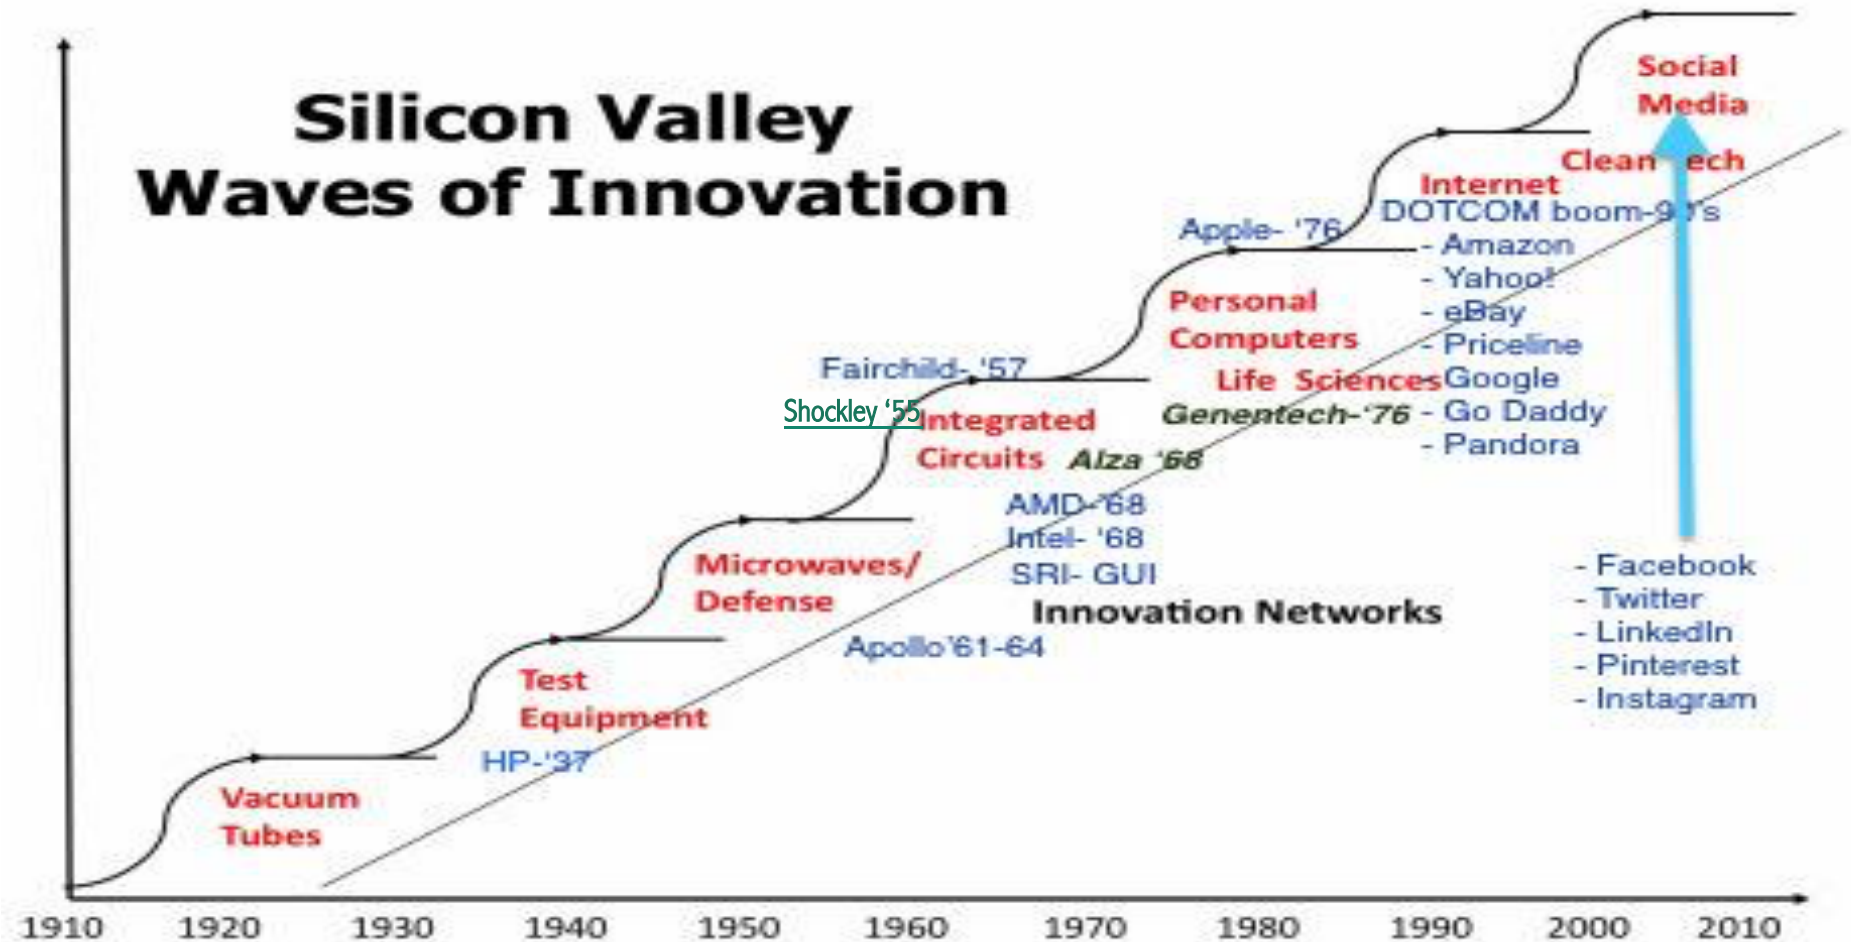 Silicon Valley
Waves of Innovation
Social
Media
Clean ech
Internet
DOTCOM boom-90's
Apple- '76
- Amazon
- Yahoo!
- eBay
- Priceline
- Google
- Go Daddy
- Pandora
Personal
Computers
Life Sciences
Genentech-'76
Fairchild- '57
Shockley '55
Integrated
Circuits
Alza '68
AMD-'68
Intel- '68
SRI- GUI
Innovation Networks
Microwaves/
Defense
Apollo'61-64
- Facebook
- Twitter
- LinkedIn
- Pinterest
- Instagram
Test
Equipment
HP-'37
Vacuum
Tubes
1910 1920 1930 1940 1950 1960 1970 1980 1990 2000 2010